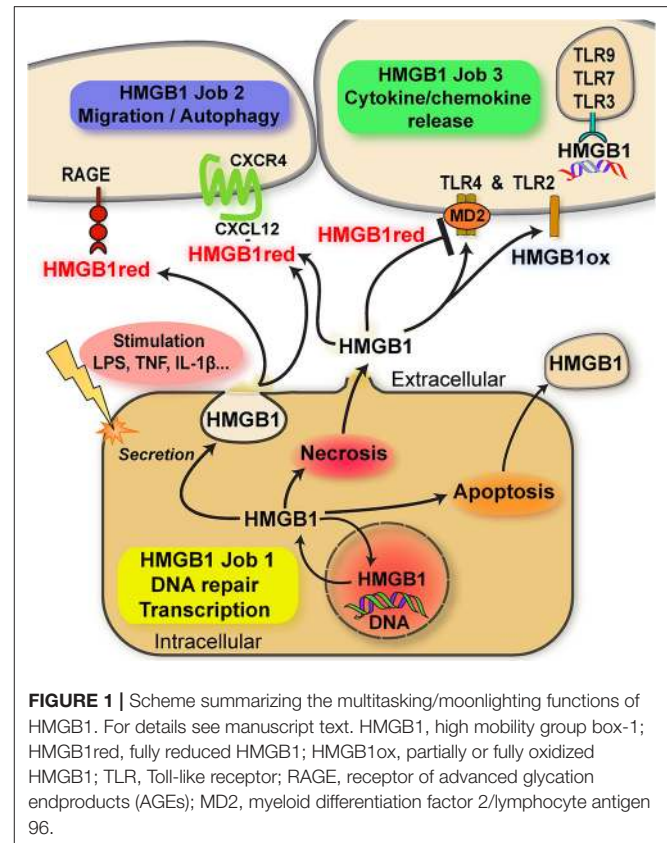 HMGB1 Job 2
Migration / Autophagy
HMGB1 Job 3
Cytokine/chemokine
release
TLR9
TLR7
TLR3
HMGB1
RAGE
CXCR4
CXCL12
-
HMGB1red
HMGB1red
TLR4 & TLR2
MD2
HMGB1red
HMGB1ox
Stimulation
LPS, TNF, IL-1β...
HMGB1
Extracellular
HMGB1
HMGB1
Secretion
Necrosis
Apoptosis
HMGB1
HMGB1 Job 1
DNA repair
Transcription
HMGB1
DNA
Intracellular
FIGURE 1 | Scheme summarizing the multitasking/moonlighting functions of
HMGB1. For details see manuscript text. HMGB1, high mobility group box-1;
HMGB1red, fully reduced HMGB1; HMGB1ox, partially or fully oxidized
HMGB1; TLR, Toll-like receptor; RAGE, receptor of advanced glycation
endproducts (AGEs); MD2, myeloid differentiation factor 2/lymphocyte antigen
96.